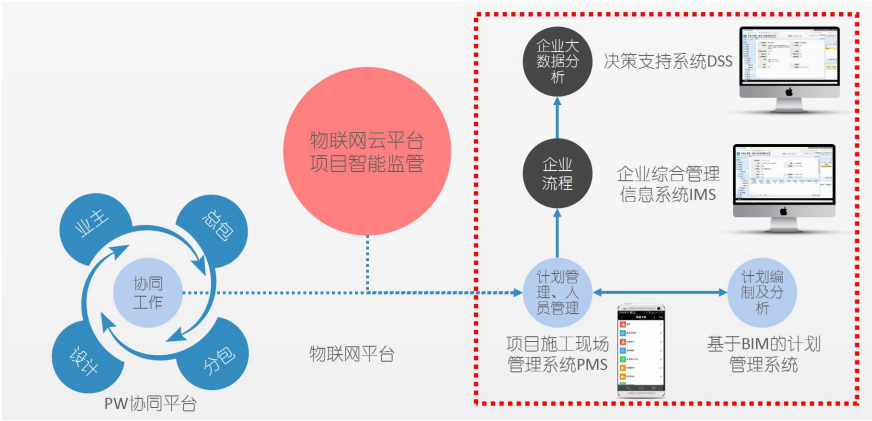 企业大
数据分
析
决策支持系统DSS
物联网云平台
项目智能监管
企业
流程
企业综合管理
信息系统IMS
业主
总包
协同
工作
设计
分包
PW协同平台
物联网平台
计划管
理、人
员管理
项目施工现场
管理系统PMS
计划编
制及分
析
基于BIM的计划
管理系统